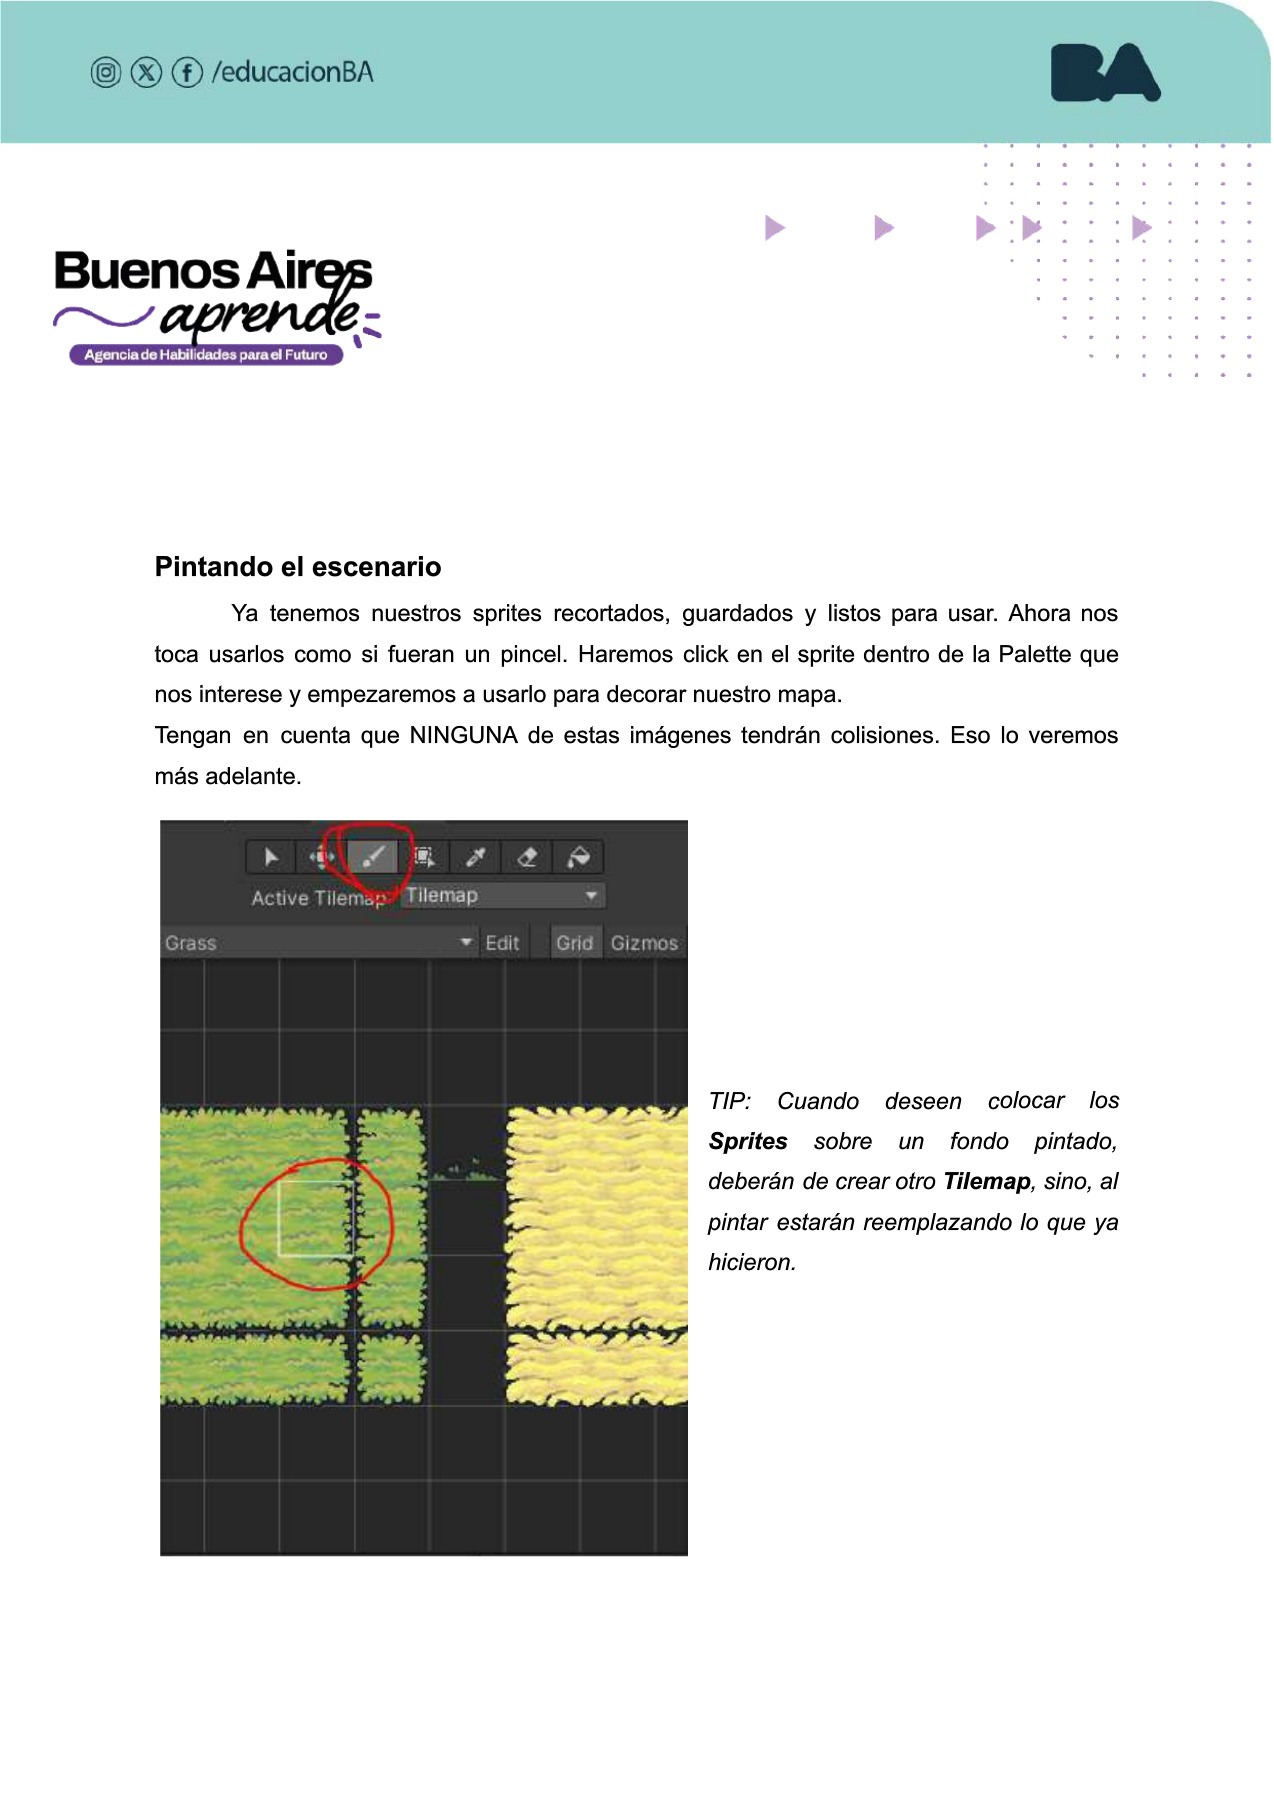 /educacionBA
BA
Buenos Aires
aprende
Agencia de Habilidades para el Futuro
Pintando el escenario
Ya tenemos nuestros sprites recortados, guardados y listos para usar. Ahora nos
toca usarlos como si fueran un pincel. Haremos click en el sprite dentro de la Palette que
nos interese y empezaremos a usarlo para decorar nuestro mapa.
Tengan en cuenta que NINGUNA de estas imágenes tendrán colisiones. Eso lo veremos
más adelante.
Active Tilemap Tilemap
Grass Edit Grid Gizmos
TIP: Cuando deseen colocar los
Sprites sobre un fondo pintado,
deberán de crear otro Tilemap, sino, al
pintar estarán reemplazando lo que ya
hicieron.